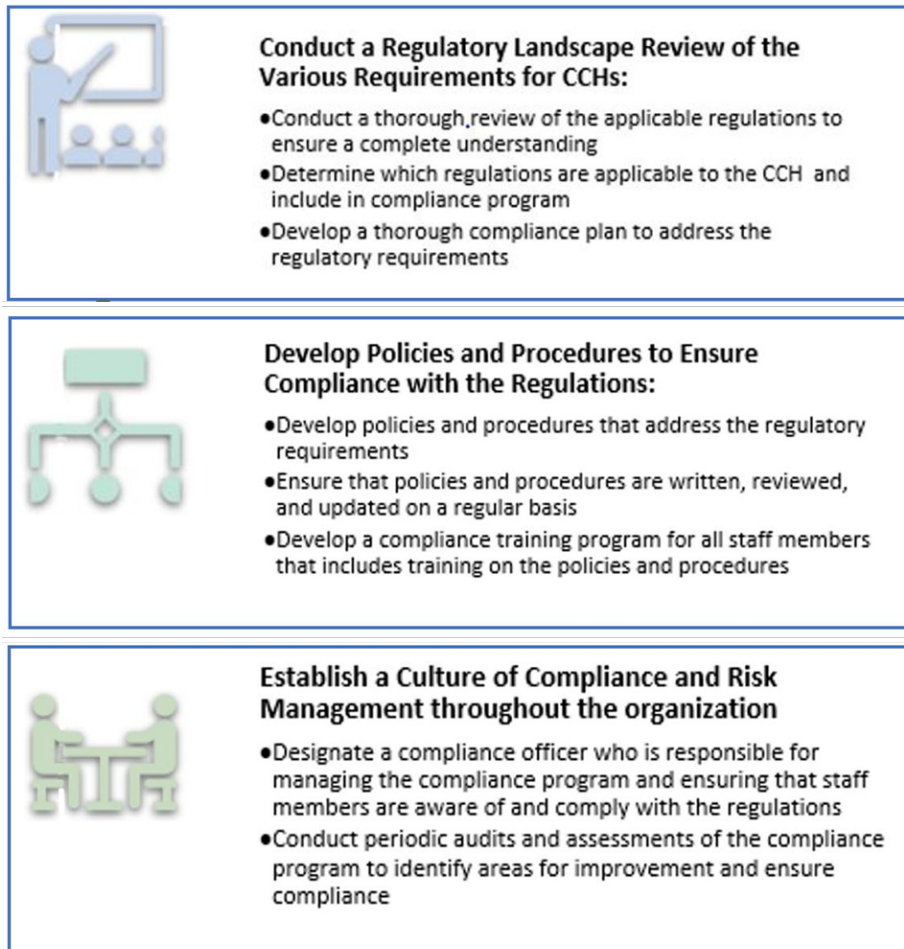 Conduct a Regulatory Landscape Review of the
Various Requirements for CCHs:
●Conduct a thorough.review of the applicable regulations to
ensure a complete understanding
●Determine which regulations are applicable to the CCH  and
include in compliance program
●Develop a thorough compliance plan to address the
regulatory requirements
Develop Policies and Procedures to Ensure
Compliance with the Regulations:
●Develop policies and procedures that address the regulatory
requirements
●Ensure that policies and procedures are written, reviewed,
and updated on a regular basis
●Develop a compliance training program for all staff members
that includes training on the policies and procedures
Establish a Culture of Compliance and Risk
Management throughout the organization
●Designate a compliance officer who is responsible for
managing the compliance program and ensuring that staff
members are aware of and comply with the regulations
●Conduct periodic audits and assessments of the compliance
program to identify areas for improvement and ensure
compliance